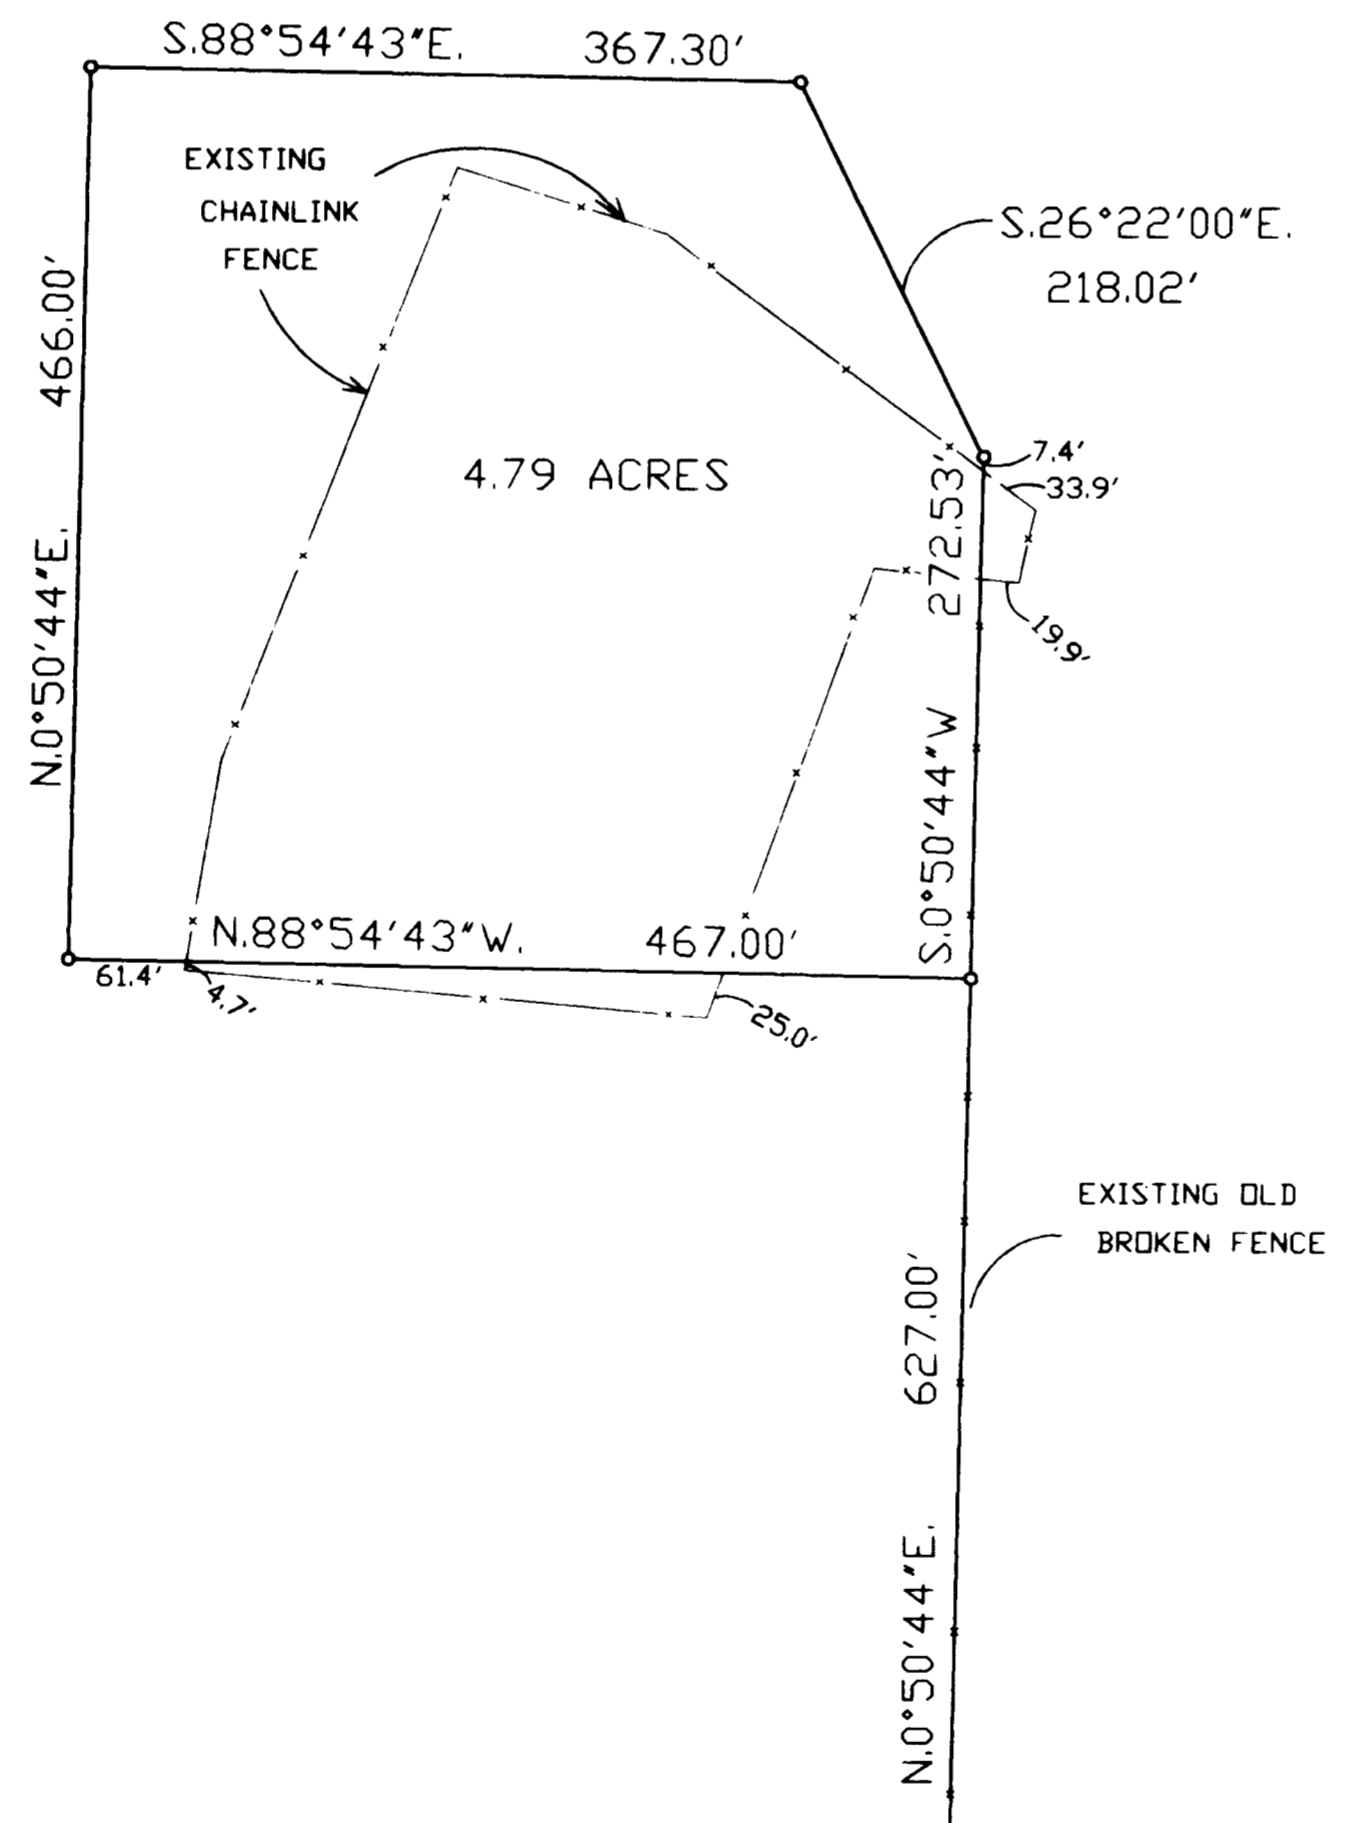 S.88°54'43"E. 367.30'
EXISTING
CHAINLINK
FENCE
S.26°22'00"E.
218.02'
N.0°50'44"E. 466.00'
4.79 ACRES
7.4'
33.9'
19.9'
S.0°50'44"W 272.53'
N.88°54'43"W. 467.00'
61.4'
4.7'
25.0'
EXISTING OLD
BROKEN FENCE
N.0°50'44"E. 627.00'